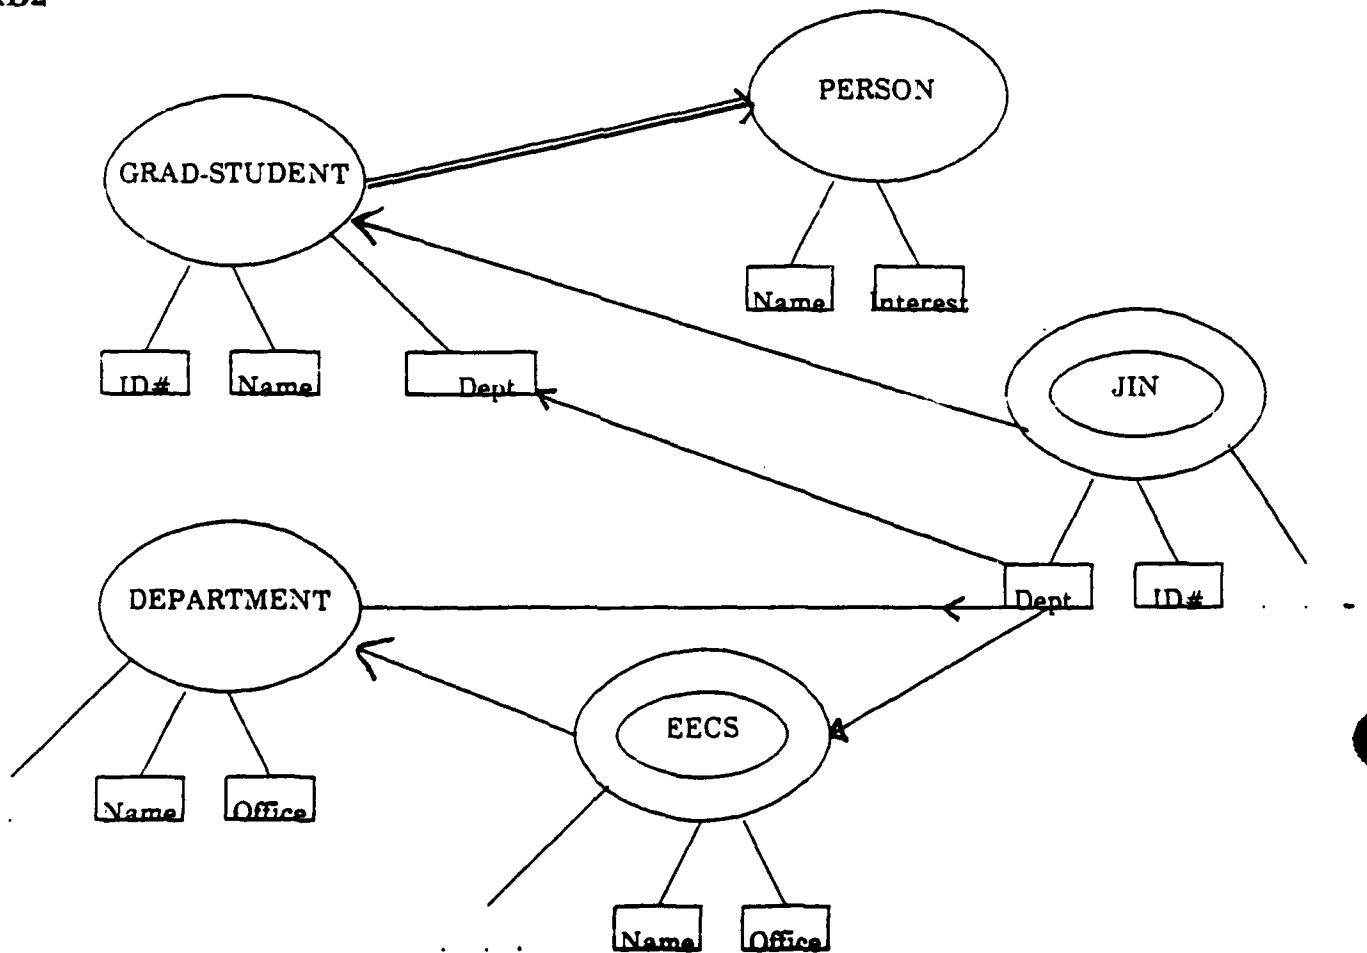 PERSON
GRAD-STUDENT
Name
Interest
ID#
Name
Dept
JIN
Dept
ID#
DEPARTMENT
EECS
Name
Office
Name
Office